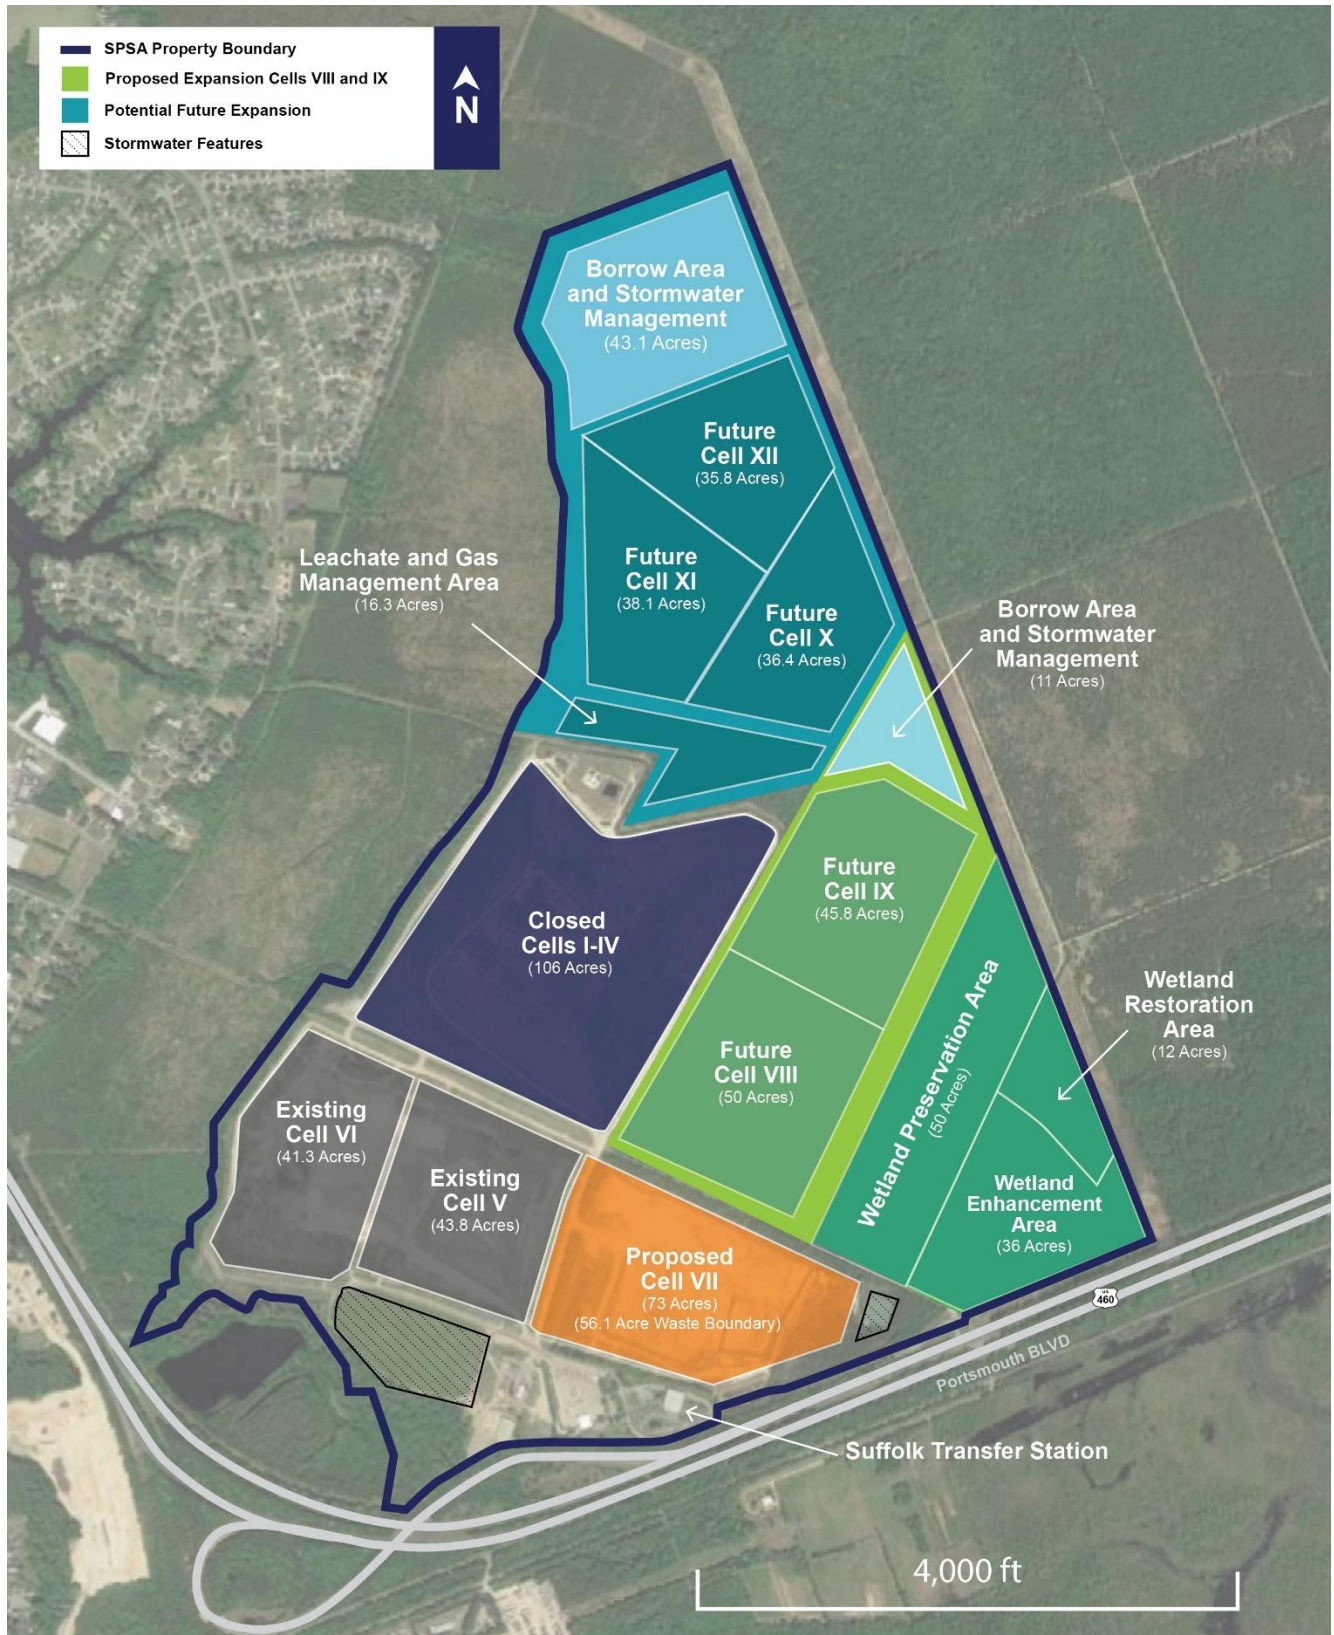 SPSA Property Boundary
Proposed Expansion Cells VIII and IX
Potential Future Expansion
Stormwater Features
N
Borrow Area
and Stormwater
Management
(43.1 Acres)
Future
Cell XII
(35.8 Acres)
Leachate and Gas
Management Area
(16.3 Acres)
Future
Cell XI
(38.1 Acres)
Future
Cell X
(36.4 Acres)
Borrow Area
and Stormwater
Management
(11 Acres)
Future
Cell IX
(45.8 Acres)
Closed
Cells I-IV
(106 Acres)
Wetland Preservation Area
(50 Acres)
Wetland
Restoration
Area
(12 Acres)
Future
Cell VIII
(50 Acres)
Existing
Cell VI
(41.3 Acres)
Existing
Cell V
(43.8 Acres)
Wetland
Enhancement
Area
(36 Acres)
Proposed
Cell VII
(73 Acres)
(56.1 Acre Waste Boundary)
US
460
Portsmouth BLVD
Suffolk Transfer Station
4,000 ft